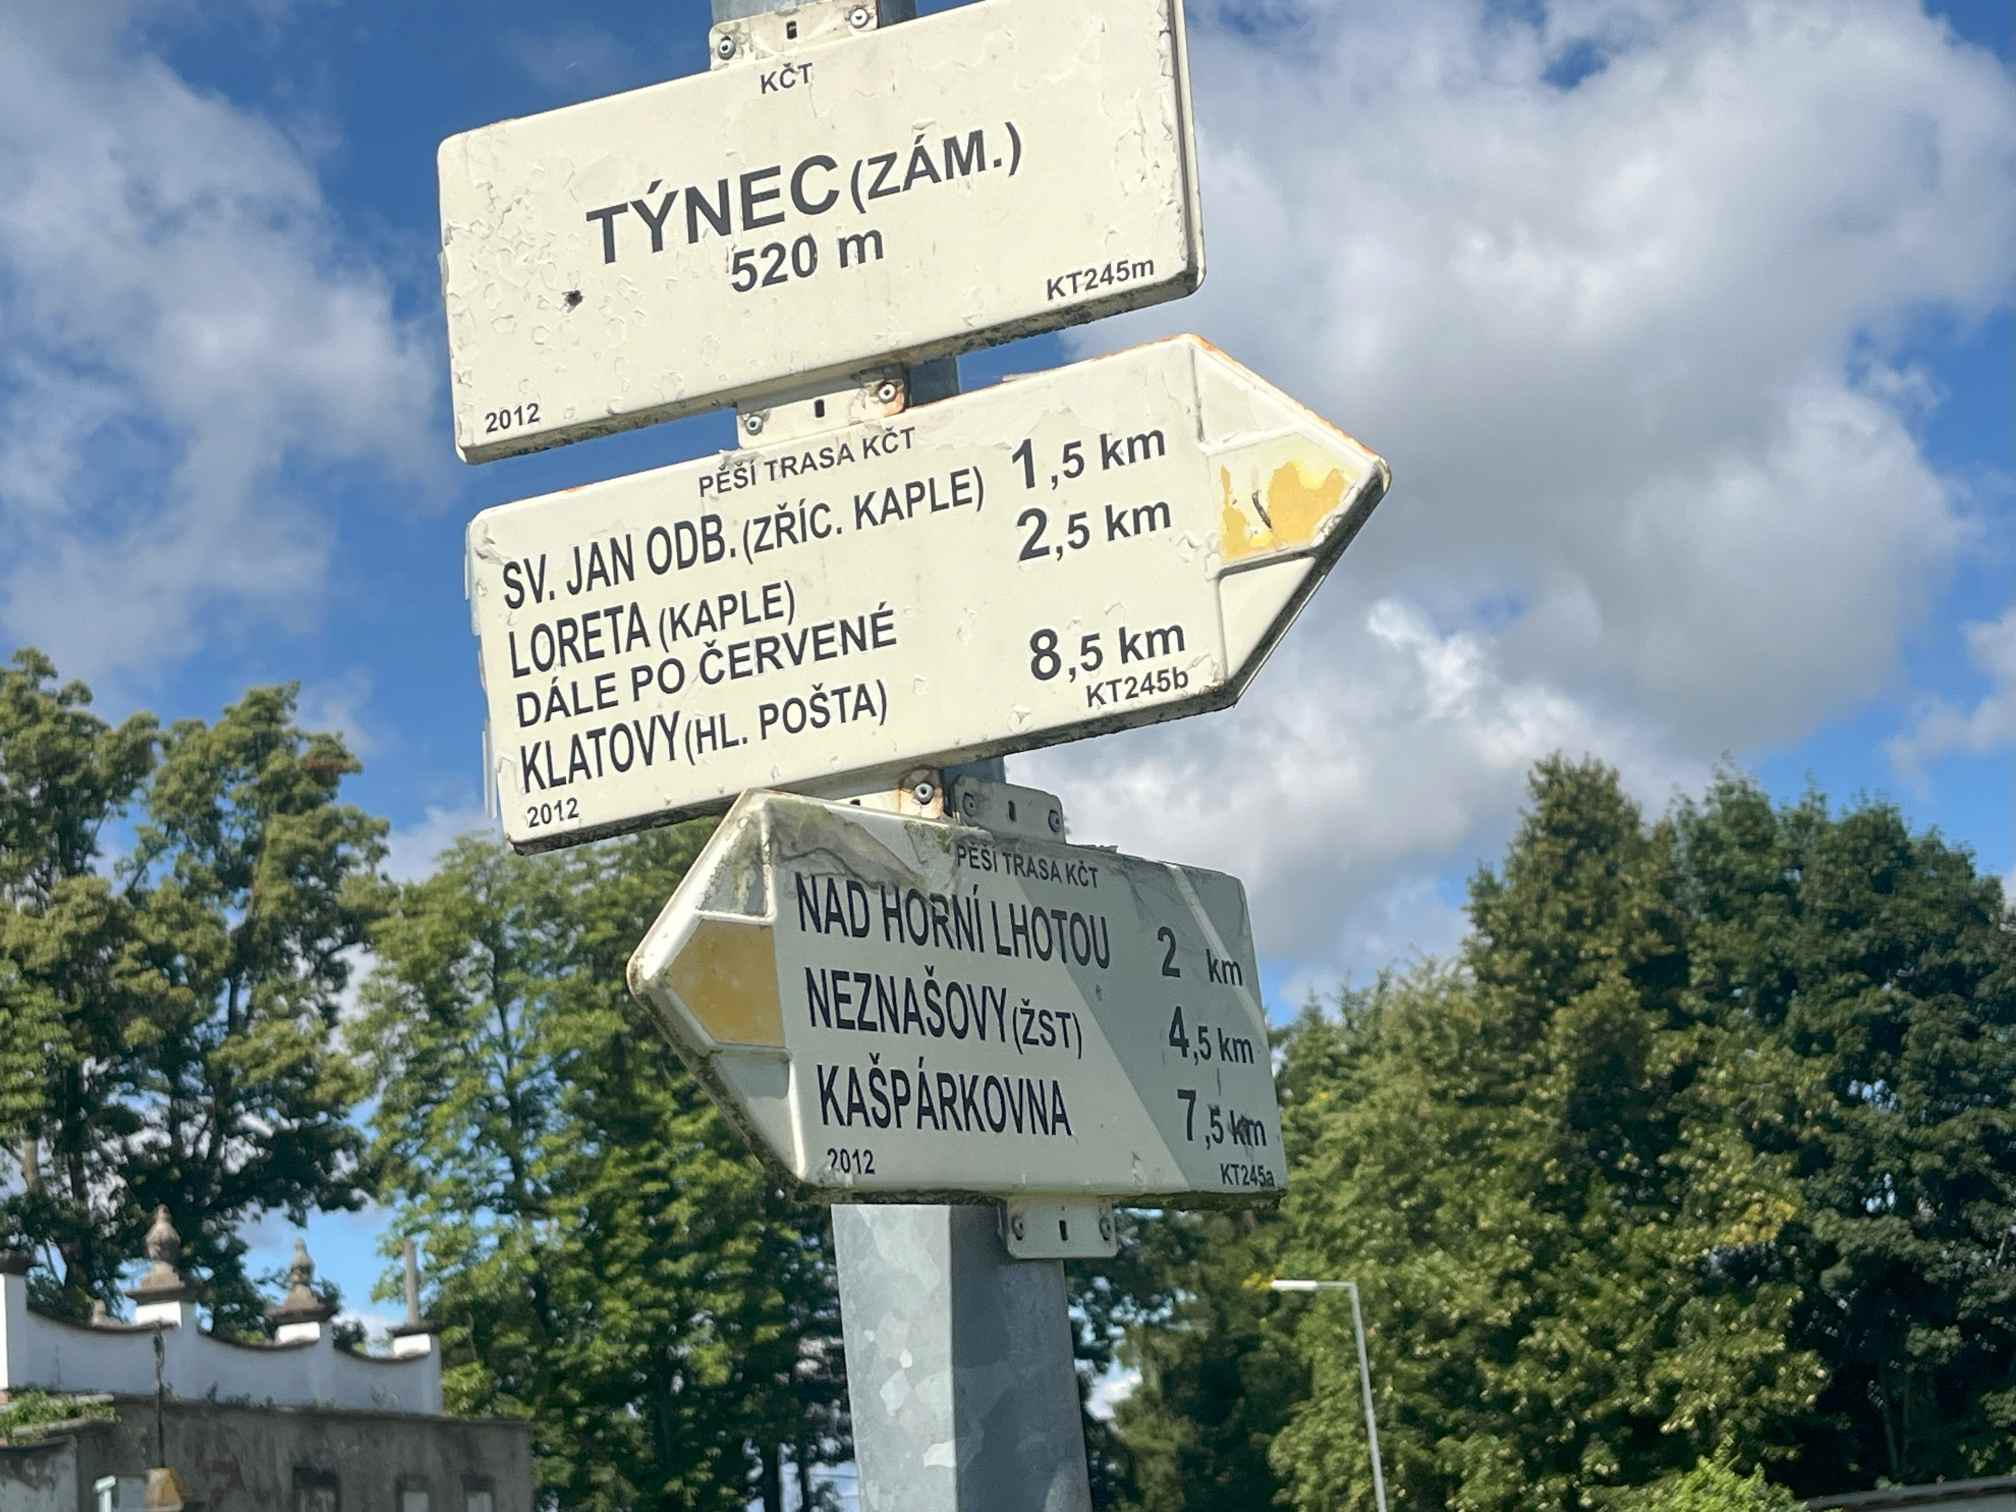 KČT
TÝNEC (ZÁM.)
520 m
KT245m
2012
PĚŠÍ TRASA KČT
SV. JAN ODB. (ZŘÍC. KAPLE) 1,5 km
LORETA (KAPLE) 2,5 km
DÁLE PO ČERVENÉ
KLATOVY (HL. POŠTA) 8,5 km
KT245b
2012
PĚŠÍ TRASA KČT
NAD HORNÍ LHOTOU 2 km
NEZNAŠOVY (ŽST) 4,5 km
KAŠPÁRKOVNA 7,5 km
2012 KT245a